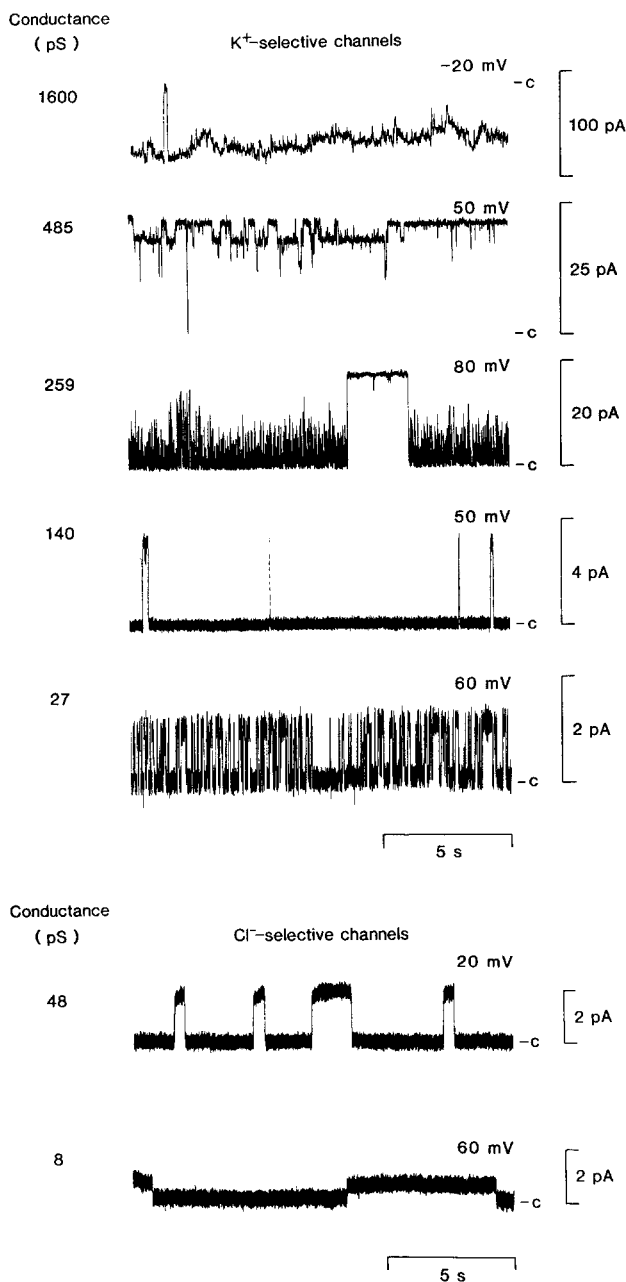 Conductance
( pS)
K⁺-selective channels
-20 mV
-c
1600
100 pA
50 mV
485
25 pA
-c
80 mV
259
20 pA
-c
50 mV
140
4 pA
-c
60 mV
27
2 pA
-c
5 s
Conductance
( pS)
Cl⁻-selective channels
20 mV
48
2 pA
-c
60 mV
8
2 pA
-c
5 s